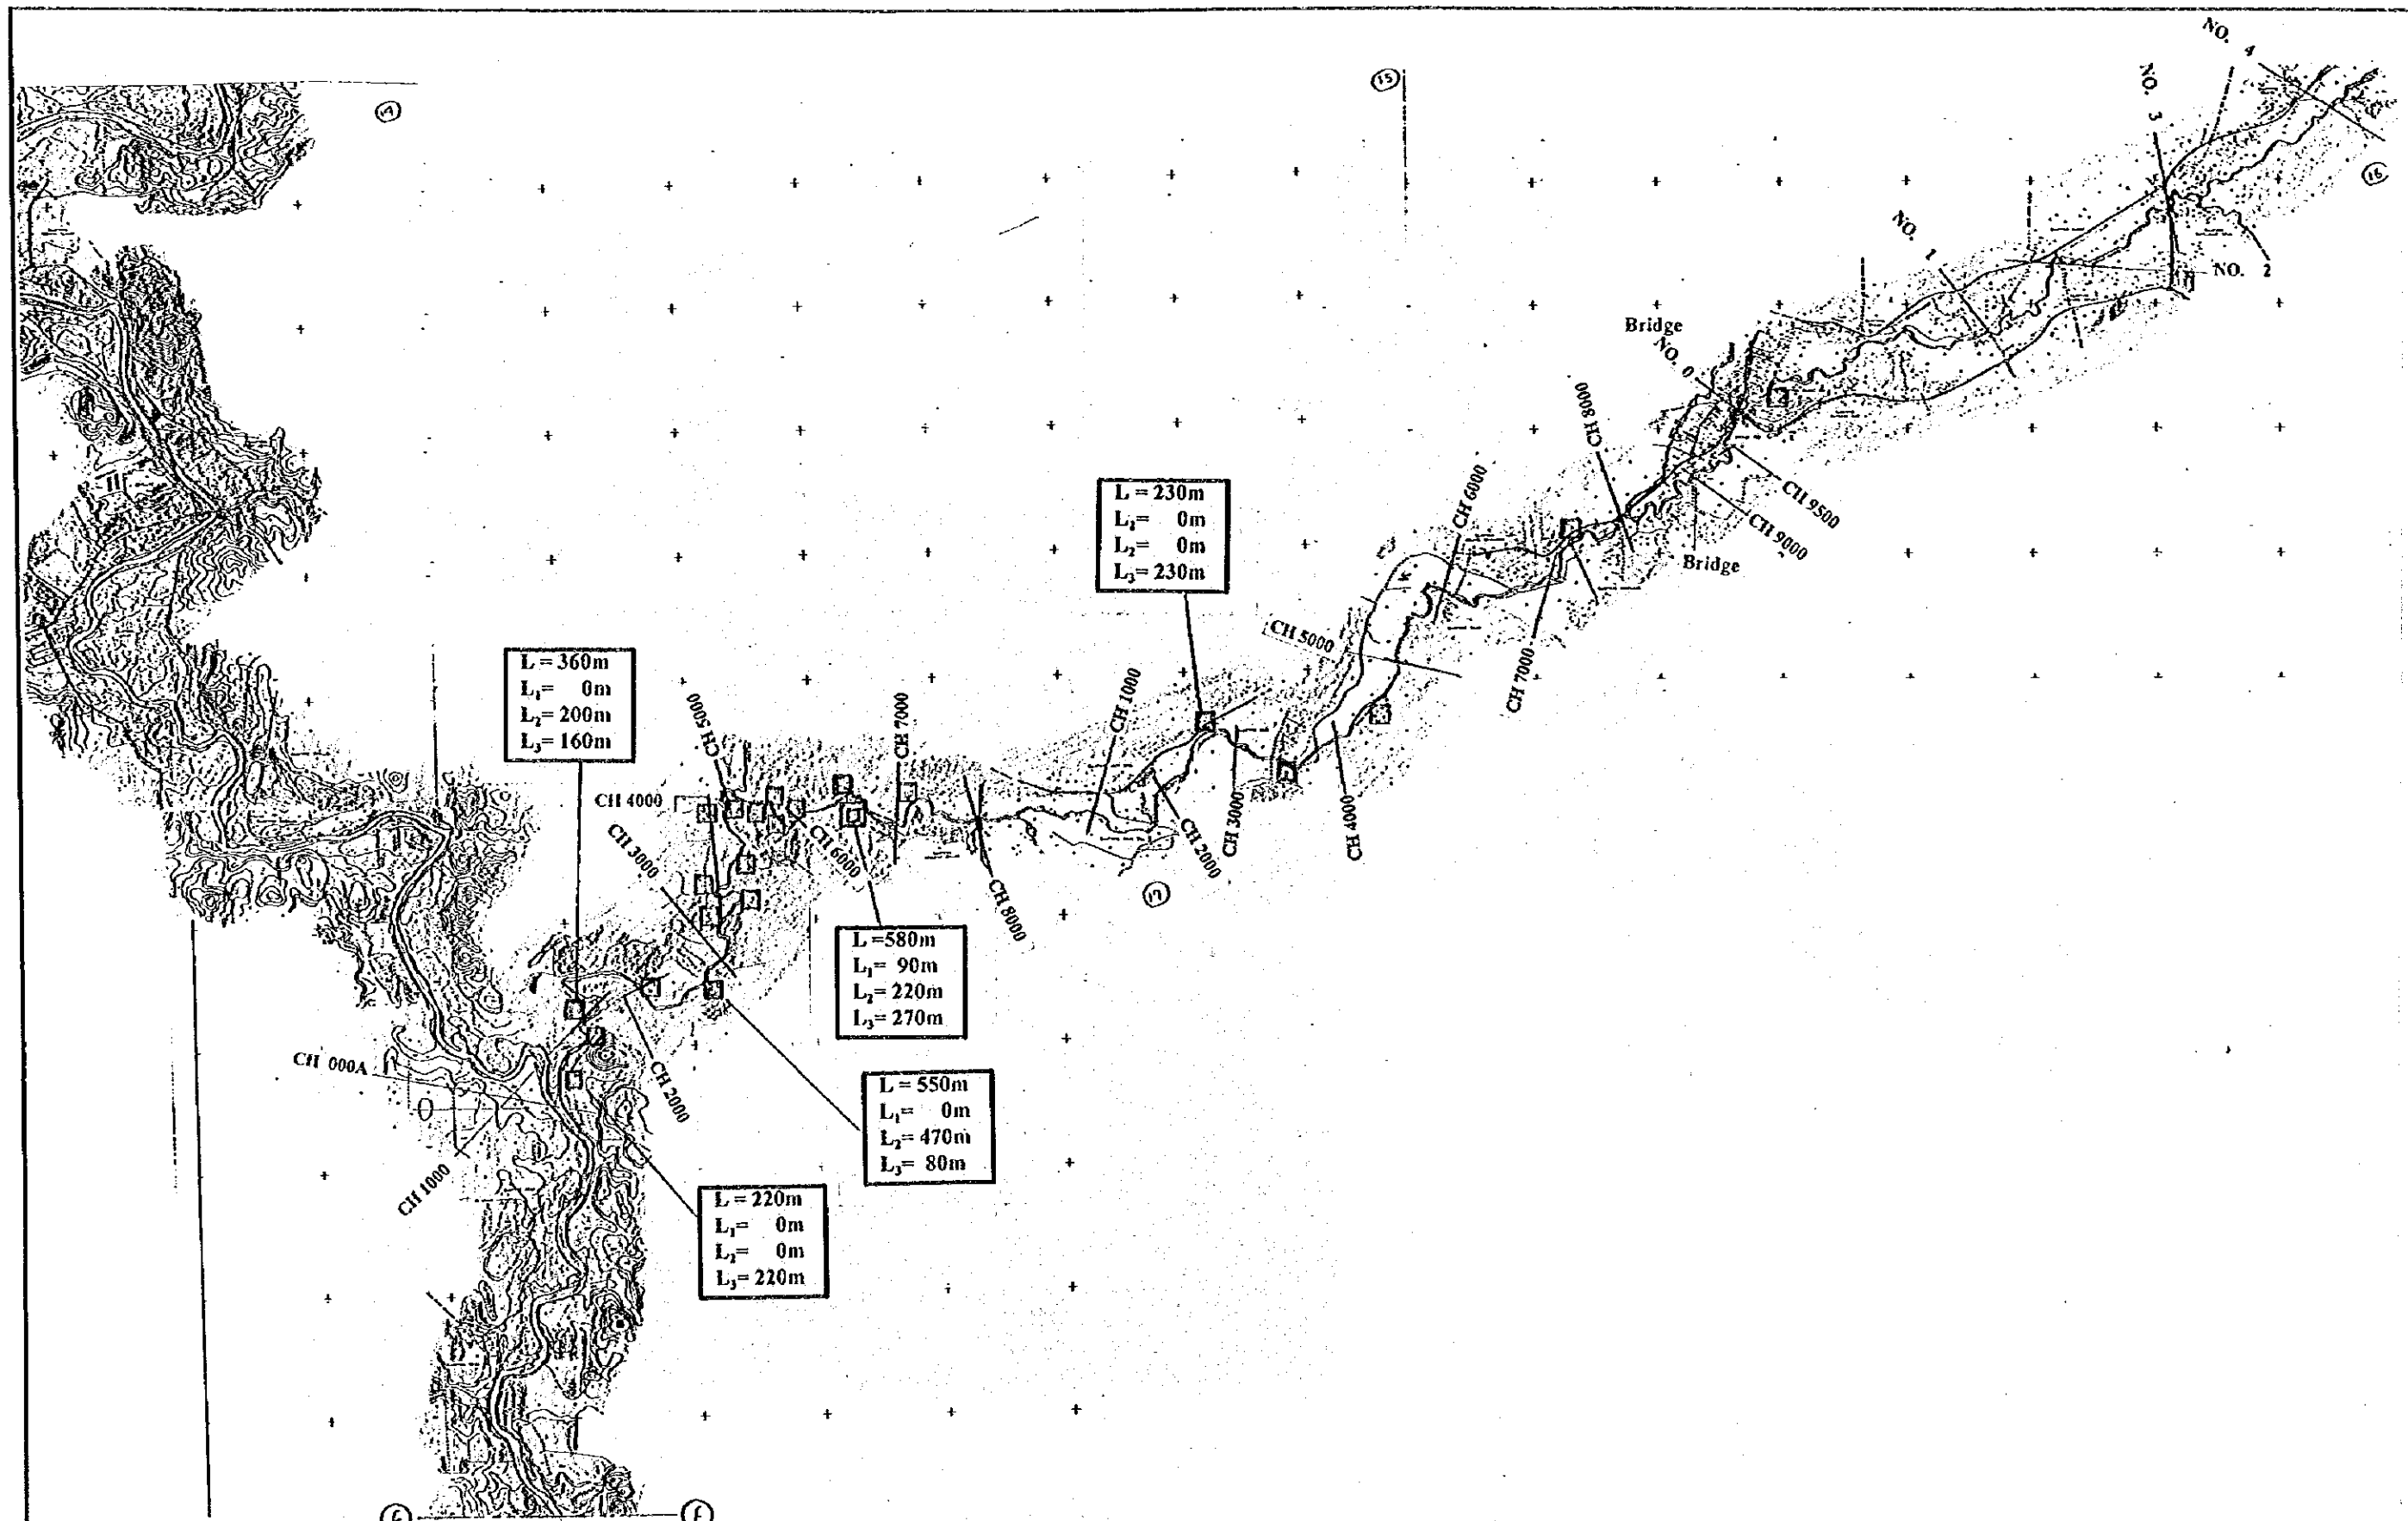 NO. 4
NO. 3
14
15
16
NO. 1
NO. 2
Bridge
NO. 0
CH 8000
CH 9500
CH 9000
Bridge
CH 6000
L = 230m
L₁= 0m
L₂= 0m
L₃= 230m
CH 5000
CH 7000
L = 360m
L₁= 0m
L₂= 200m
L₃= 160m
CH 5000
CH 7000
CH 1000
CH 4000
CH 3000
CH 6000
CH 2000
CH 3000
CH 4000
17
CH 8000
L =580m
L₁= 90m
L₂= 220m
L₃= 270m
CH 000A
CH 2000
L = 550m
L₁= 0m
L₂= 470m
L₃= 80m
CH 1000
L = 220m
L₁= 0m
L₂= 0m
L₃= 220m